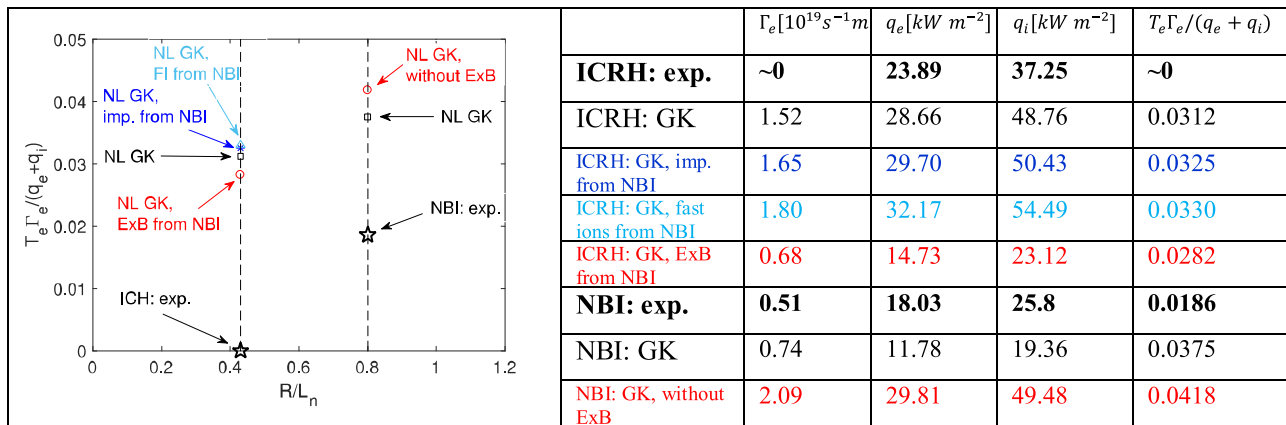 0.05
0.04
0.03
0.02
0.01
0
0
0.2
0.4
0.6
0.8
1
1.2
T_e Γ_e/(q_e+q_i)
R/L_n
NL GK,
FI from NBI
NL GK,
imp. from NBI
NL GK
NL GK,
ExB from NBI
ICH: exp.
NL GK,
without ExB
NL GK
NBI: exp.
Γ_e[10^19 s^−1 m q_e[kW m^−2] q_i[kW m^−2] T_eΓ_e/(q_e + q_i)
ICRH: exp. ~0 23.89 37.25 ~0
ICRH: GK 1.52 28.66 48.76 0.0312
ICRH: GK, imp. 1.65 29.70 50.43 0.0325
from NBI
ICRH: GK, fast 1.80 32.17 54.49 0.0330
ions from NBI
ICRH: GK, ExB 0.68 14.73 23.12 0.0282
from NBI
NBI: exp. 0.51 18.03 25.8 0.0186
NBI: GK 0.74 11.78 19.36 0.0375
NBI: GK, without 2.09 29.81 49.48 0.0418
ExB